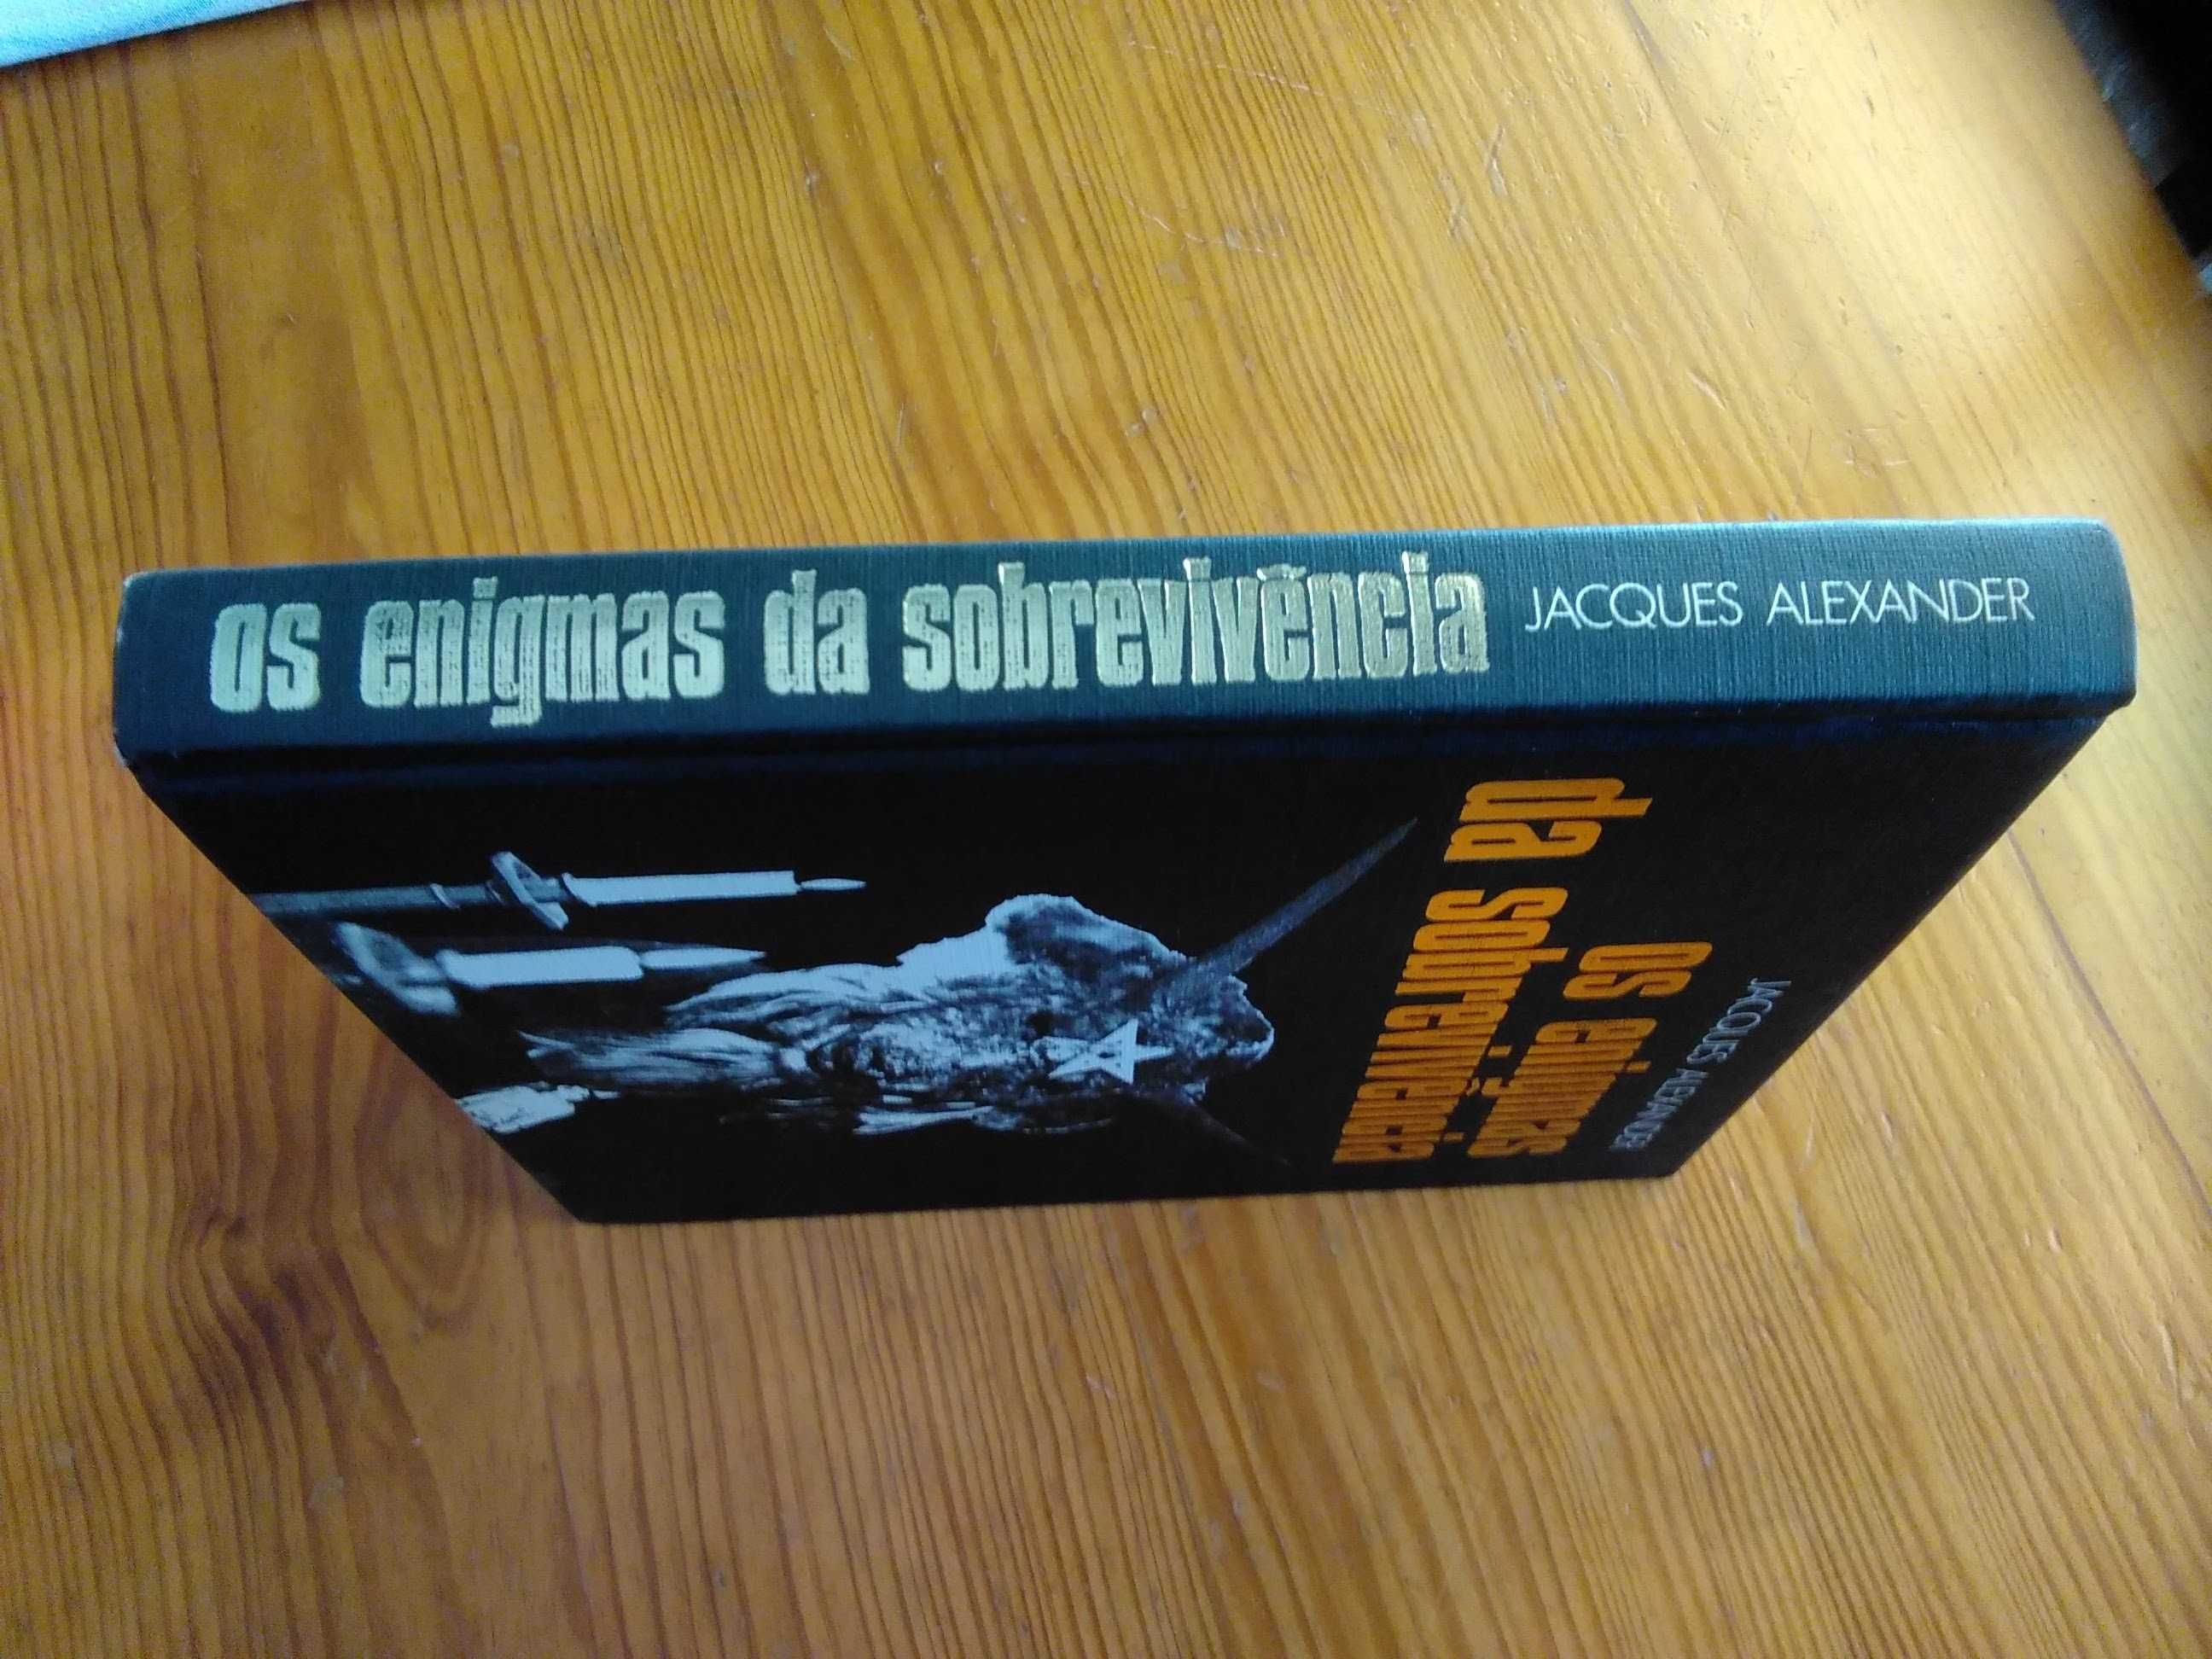 os enigmas da sobrevivência JACQUES ALEXANDER
JACQUES ALEXANDER
os enigmas
da sobrevivência